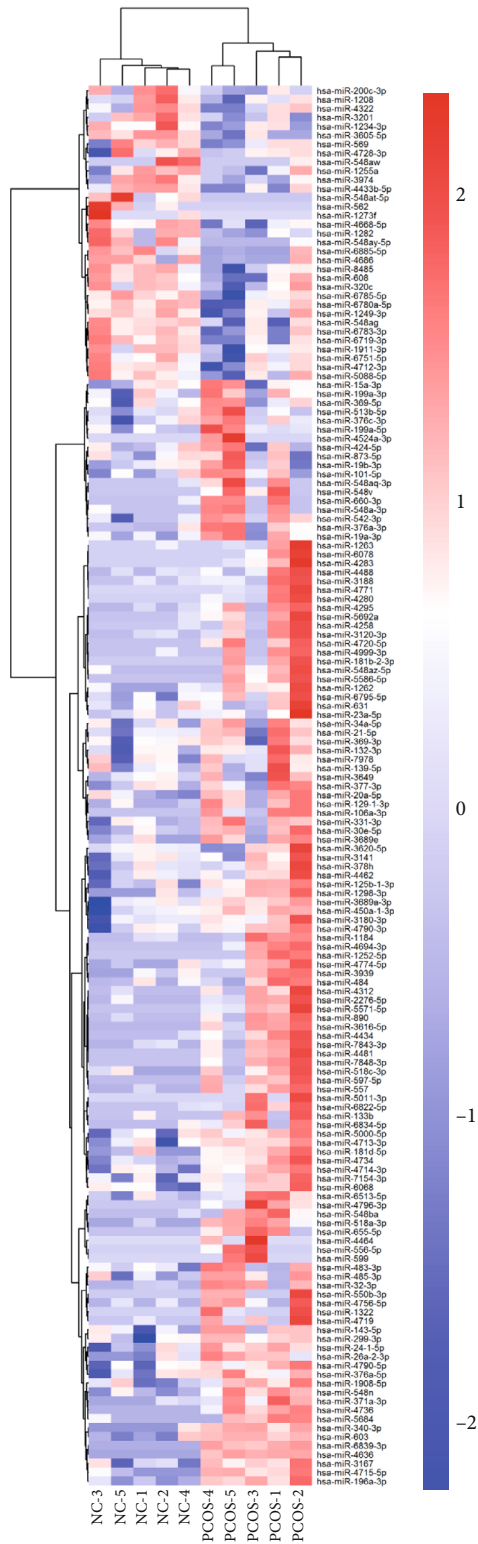 hsa-miR-200c-3p
hsa-miR-1208
hsa-miR-4322
hsa-miR-3201
hsa-miR-1234-3p
hsa-miR-3605-5p
hsa-miR-569
hsa-miR-4728-3p
hsa-miR-548aw
hsa-miR-1255a
hsa-miR-3974
hsa-miR-4433b-5p
hsa-miR-548at-5p
hsa-miR-562
hsa-miR-1273f
hsa-miR-4668-5p
hsa-miR-1282
hsa-miR-548ay-5p
hsa-miR-6885-5p
hsa-miR-4686
hsa-miR-8485
hsa-miR-608
hsa-miR-320c
hsa-miR-6785-5p
hsa-miR-6780a-5p
hsa-miR-1249-3p
hsa-miR-548ag
hsa-miR-6783-3p
hsa-miR-6719-3p
hsa-miR-1911-3p
hsa-miR-6751-5p
hsa-miR-4712-3p
hsa-miR-5088-5p
hsa-miR-15a-3p
hsa-miR-199a-3p
hsa-miR-369-5p
hsa-miR-513b-5p
hsa-miR-376c-3p
hsa-miR-199a-5p
hsa-miR-4524a-3p
hsa-miR-424-5p
hsa-miR-873-5p
hsa-miR-19b-3p
hsa-miR-101-5p
hsa-miR-548aq-3p
hsa-miR-548v
hsa-miR-660-3p
hsa-miR-548a-3p
hsa-miR-542-3p
hsa-miR-376a-3p
hsa-miR-19a-3p
hsa-miR-1263
hsa-miR-6078
hsa-miR-4283
hsa-miR-4488
hsa-miR-3188
hsa-miR-4771
hsa-miR-4280
hsa-miR-4295
hsa-miR-5692a
hsa-miR-4258
hsa-miR-3120-3p
hsa-miR-4720-5p
hsa-miR-4999-3p
hsa-miR-181b-2-3p
hsa-miR-548az-5p
hsa-miR-5586-5p
hsa-miR-1262
hsa-miR-6795-5p
hsa-miR-631
hsa-miR-23a-5p
hsa-miR-34a-5p
hsa-miR-21-5p
hsa-miR-369-3p
hsa-miR-132-3p
hsa-miR-7978
hsa-miR-139-5p
hsa-miR-3649
hsa-miR-377-3p
hsa-miR-20a-5p
hsa-miR-129-1-3p
hsa-miR-106a-3p
hsa-miR-331-3p
hsa-miR-30e-5p
hsa-miR-3689e
hsa-miR-3620-5p
hsa-miR-3141
hsa-miR-378h
hsa-miR-4462
hsa-miR-125b-1-3p
hsa-miR-1298-3p
hsa-miR-3689a-3p
hsa-miR-450a-1-3p
hsa-miR-3180-3p
hsa-miR-4790-3p
hsa-miR-1184
hsa-miR-4694-3p
hsa-miR-1252-5p
hsa-miR-4774-5p
hsa-miR-3939
hsa-miR-484
hsa-miR-4312
hsa-miR-2276-5p
hsa-miR-5571-5p
hsa-miR-890
hsa-miR-3616-5p
hsa-miR-4434
hsa-miR-7843-3p
hsa-miR-4481
hsa-miR-7848-3p
hsa-miR-518c-3p
hsa-miR-597-5p
hsa-miR-557
hsa-miR-5011-3p
hsa-miR-6822-5p
hsa-miR-133b
hsa-miR-6834-5p
hsa-miR-5000-5p
hsa-miR-4713-3p
hsa-miR-181d-5p
hsa-miR-4734
hsa-miR-4714-3p
hsa-miR-7154-3p
hsa-miR-6068
hsa-miR-6513-5p
hsa-miR-4796-3p
hsa-miR-548ba
hsa-miR-518a-3p
hsa-miR-655-5p
hsa-miR-4464
hsa-miR-556-5p
hsa-miR-599
hsa-miR-483-3p
hsa-miR-485-3p
hsa-miR-32-3p
hsa-miR-550b-3p
hsa-miR-4756-5p
hsa-miR-1322
hsa-miR-4719
hsa-miR-143-5p
hsa-miR-299-3p
hsa-miR-24-1-5p
hsa-miR-26a-2-3p
hsa-miR-4790-5p
hsa-miR-376a-5p
hsa-miR-1908-5p
hsa-miR-548n
hsa-miR-371a-3p
hsa-miR-4736
hsa-miR-5684
hsa-miR-340-3p
hsa-miR-603
hsa-miR-6839-3p
hsa-miR-4636
hsa-miR-3167
hsa-miR-4715-5p
hsa-miR-196a-3p
NC-3
NC-5
NC-1
NC-2
NC-4
PCOS-4
PCOS-5
PCOS-3
PCOS-1
PCOS-2
2
1
0
−1
−2